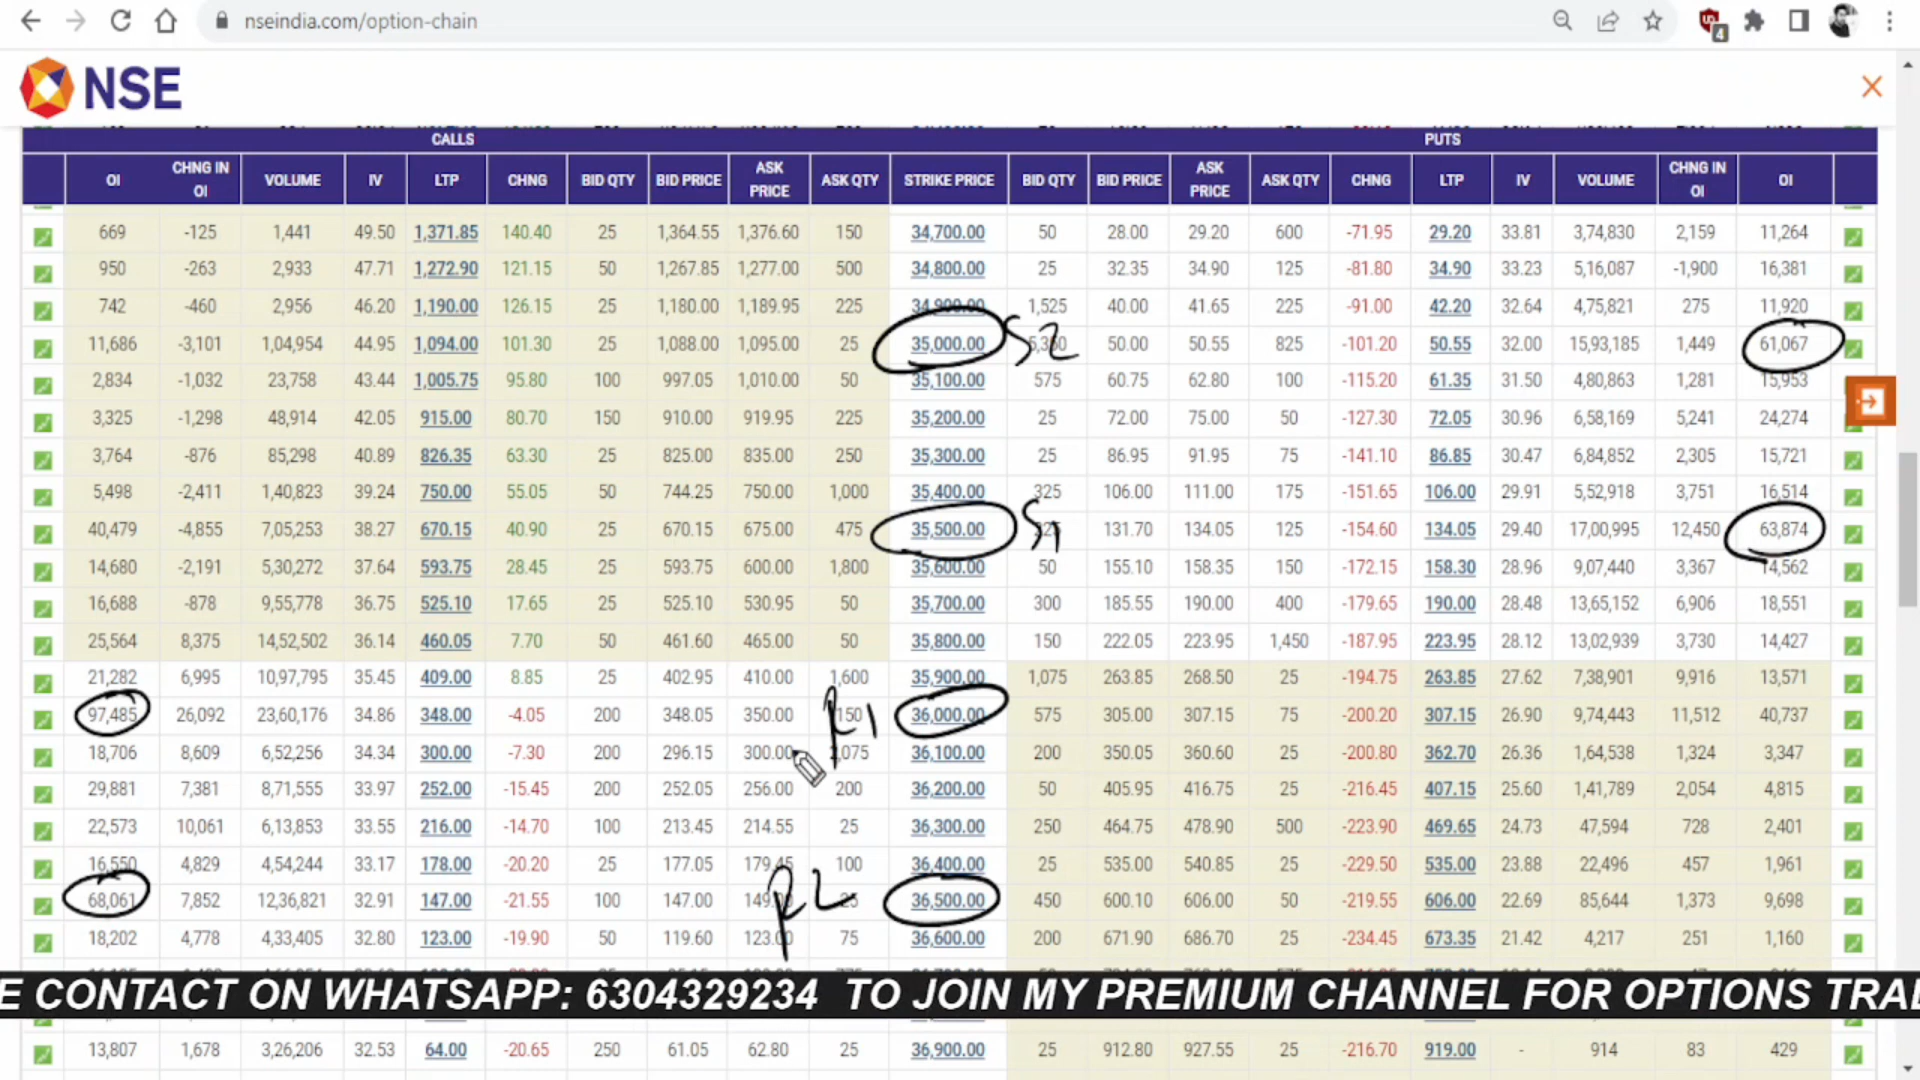 nseindia.com/option-chain
4
NSE
CALLS PUTS
OI CHNG IN OI VOLUME IV LTP CHNG BID QTY BID PRICE ASK PRICE ASK QTY STRIKE PRICE BID QTY BID PRICE ASK PRICE ASK QTY CHNG LTP IV VOLUME CHNG IN OI OI
669 -125 1,441 49.50 1,371.85 140.40 25 1,364.55 1,376.60 150 34,700.00 50 28.00 29.20 600 -71.95 29.20 33.81 3,74,830 2,159 11,264
950 -263 2,933 47.71 1,272.90 121.15 50 1,267.85 1,277.00 500 34,800.00 25 32.35 34.90 125 -81.80 34.90 33.23 5,16,087 -1,900 16,381
742 -460 2,956 46.20 1,190.00 126.15 25 1,180.00 1,189.95 225 34,900.00 1,525 40.00 41.65 225 -91.00 42.20 32.64 4,75,821 275 11,920
11,686 -3,101 1,04,954 44.95 1,094.00 101.30 25 1,088.00 1,095.00 25 35,000.00 S2 50.00 50.55 825 -101.20 50.55 32.00 15,93,185 1,449 61,067
2,834 -1,032 23,758 43.44 1,005.75 95.80 100 997.05 1,010.00 50 35,100.00 575 60.75 62.80 100 -115.20 61.35 31.50 4,80,863 1,281 15,953
3,325 -1,298 48,914 42.05 915.00 80.70 150 910.00 919.95 225 35,200.00 25 72.00 75.00 50 -127.30 72.05 30.96 6,58,169 5,241 24,274
3,764 -876 85,298 40.89 826.35 63.30 25 825.00 835.00 250 35,300.00 25 86.95 91.95 75 -141.10 86.85 30.47 6,84,852 2,305 15,721
5,498 -2,411 1,40,823 39.24 750.00 55.05 50 744.25 750.00 1,000 35,400.00 325 106.00 111.00 175 -151.65 106.00 29.91 5,52,918 3,751 16,514
40,479 -4,855 7,05,253 38.27 670.15 40.90 25 670.15 675.00 475 35,500.00 S1 131.70 134.05 125 -154.60 134.05 29.40 17,00,995 12,450 63,874
14,680 -2,191 5,30,272 37.64 593.75 28.45 25 593.75 600.00 1,800 35,600.00 50 155.10 158.35 150 -172.15 158.30 28.96 9,07,440 3,367 14,562
16,688 -878 9,55,778 36.75 525.10 17.65 25 525.10 530.95 50 35,700.00 300 185.55 190.00 400 -179.65 190.00 28.48 13,65,152 6,906 18,551
25,564 8,375 14,52,502 36.14 460.05 7.70 50 461.60 465.00 50 35,800.00 150 222.05 223.95 1,450 -187.95 223.95 28.12 13,02,939 3,730 14,427
21,282 6,995 10,97,795 35.45 409.00 8.85 25 402.95 410.00 1,600 35,900.00 1,075 263.85 268.50 25 -194.75 263.85 27.62 7,38,901 9,916 13,571
97,485 26,092 23,60,176 34.86 348.00 -4.05 200 348.05 350.00 150 R1 36,000.00 575 305.00 307.15 75 -200.20 307.15 26.90 9,74,443 11,512 40,737
18,706 8,609 6,52,256 34.34 300.00 -7.30 200 296.15 300.00 36,100.00 200 350.05 360.60 25 -200.80 362.70 26.36 1,64,538 1,324 3,347
29,881 7,381 8,71,555 33.97 252.00 -15.45 200 252.05 256.00 200 36,200.00 50 405.95 416.75 25 -216.45 407.15 25.60 1,41,789 2,054 4,815
22,573 10,061 6,13,853 33.55 216.00 -14.70 100 213.45 214.55 25 36,300.00 250 464.75 478.90 500 -223.90 469.65 24.73 47,594 728 2,401
16,550 4,829 4,54,244 33.17 178.00 -20.20 25 177.05 179.45 100 36,400.00 25 535.00 540.85 25 -229.50 535.00 23.88 22,496 457 1,961
68,061 7,852 12,36,821 32.91 147.00 -21.55 100 147.00 R2 25 36,500.00 450 600.10 606.00 50 -219.55 606.00 22.69 85,644 1,373 9,698
18,202 4,778 4,33,405 32.80 123.00 -19.90 50 119.60 123.00 75 36,600.00 200 671.90 686.70 25 -234.45 673.35 21.42 4,217 251 1,160
E CONTACT ON WHATSAPP: 6304329234 TO JOIN MY PREMIUM CHANNEL FOR OPTIONS TRA
13,807 1,678 3,26,206 32.53 64.00 -20.65 250 61.05 62.80 25 36,900.00 25 912.80 927.55 25 -216.70 919.00 - 914 83 429